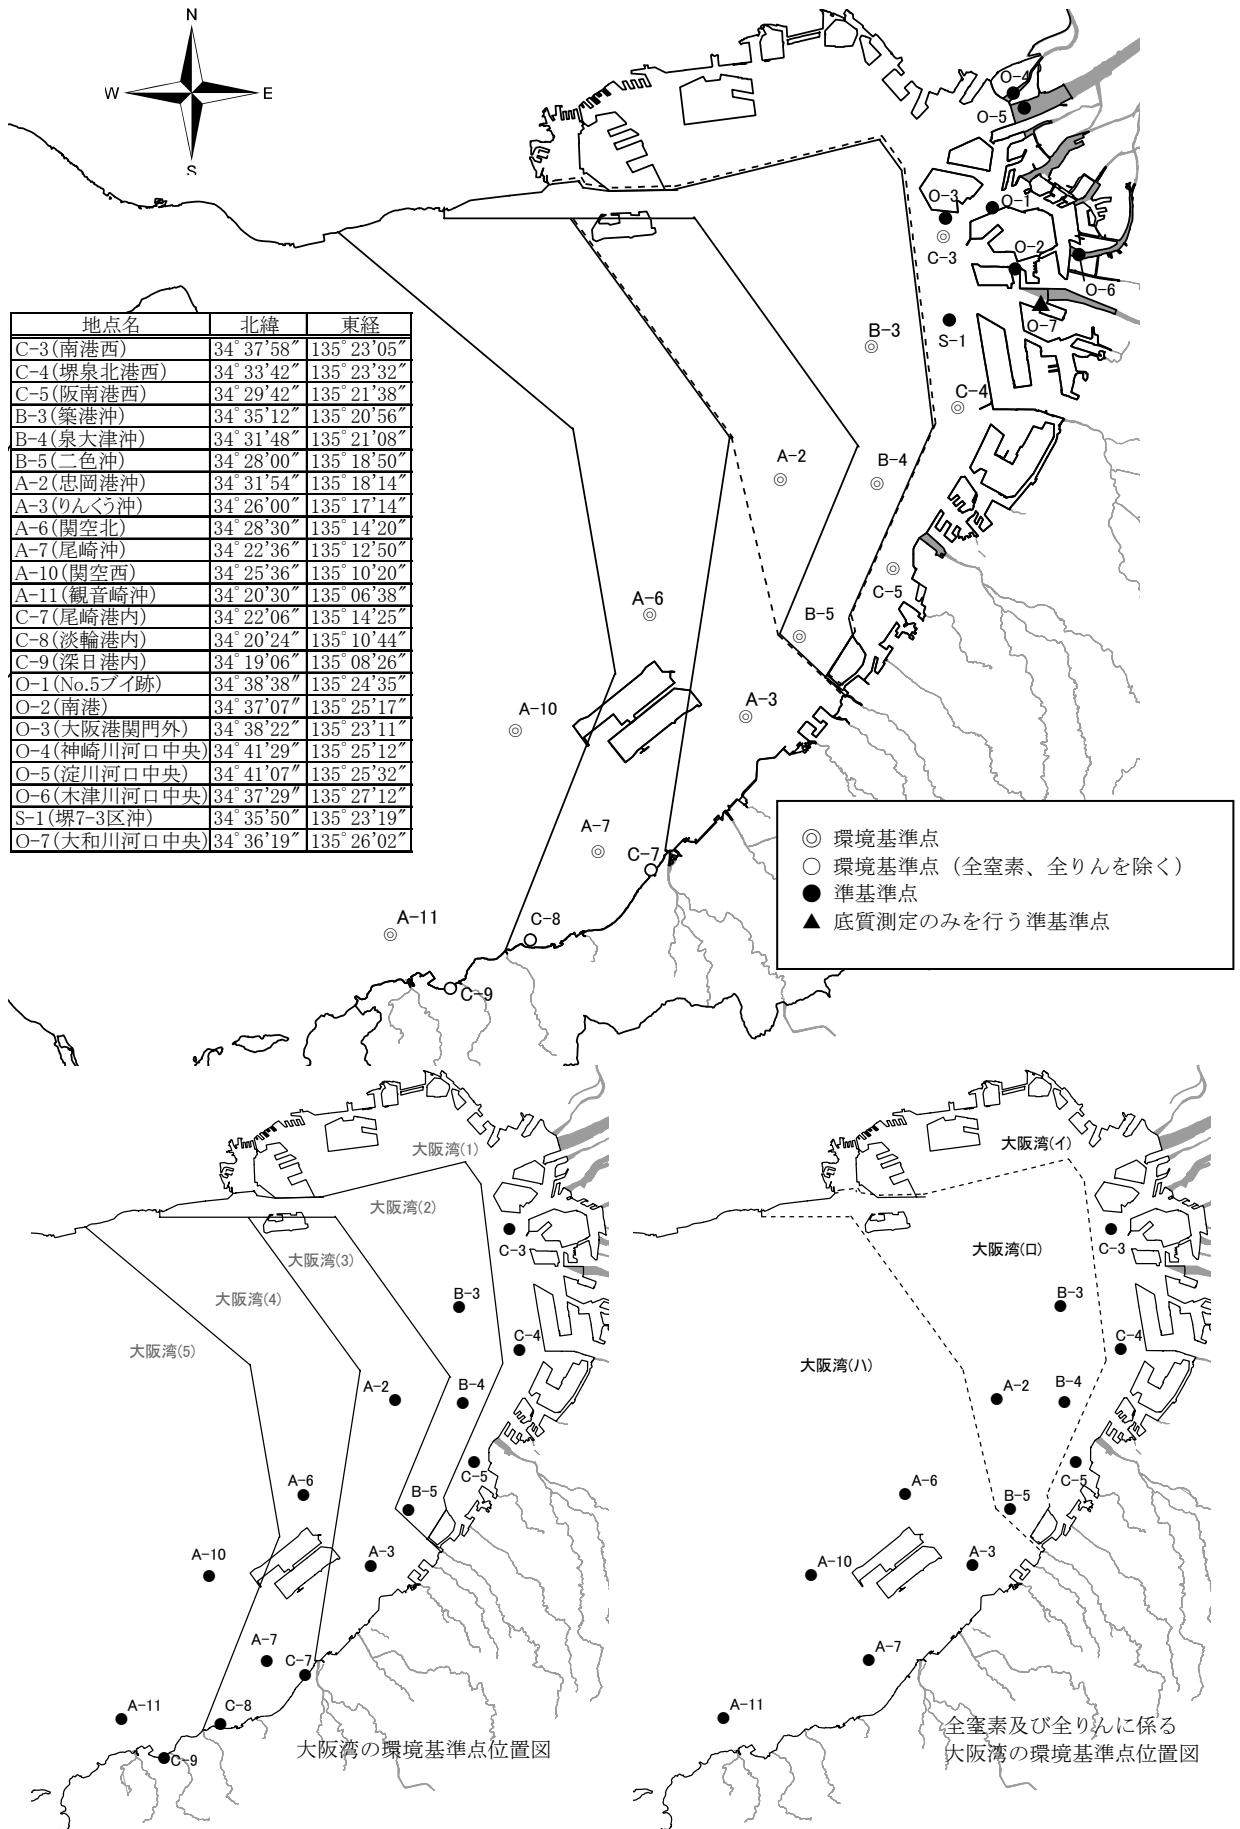 N
W
E
S
O-4
O-5
O-3
O-1
C-3
O-2
O-6
O-7
S-1
B-3
C-4
A-2
B-4
C-5
B-5
A-6
A-3
A-10
A-7
C-7
A-11
C-8
C-9
地点名 北緯 東経
C-3(南港西) 34°37'58″ 135°23'05″
C-4(堺泉北港西) 34°33'42″ 135°23'32″
C-5(阪南港西) 34°29'42″ 135°21'38″
B-3(築港沖) 34°35'12″ 135°20'56″
B-4(泉大津沖) 34°31'48″ 135°21'08″
B-5(二色沖) 34°28'00″ 135°18'50″
A-2(忠岡港沖) 34°31'54″ 135°18'14″
A-3(りんくう沖) 34°26'00″ 135°17'14″
A-6(関空北) 34°28'30″ 135°14'20″
A-7(尾崎沖) 34°22'36″ 135°12'50″
A-10(関空西) 34°25'36″ 135°10'20″
A-11(観音崎沖) 34°20'30″ 135°06'38″
C-7(尾崎港内) 34°22'06″ 135°14'25″
C-8(淡輪港内) 34°20'24″ 135°10'44″
C-9(深日港内) 34°19'06″ 135°08'26″
O-1(No.5ブイ跡) 34°38'38″ 135°24'35″
O-2(南港) 34°37'07″ 135°25'17″
O-3(大阪港関門外) 34°38'22″ 135°23'11″
O-4(神崎川河口中央) 34°41'29″ 135°25'12″
O-5(淀川河口中央) 34°41'07″ 135°25'32″
O-6(木津川河口中央) 34°37'29″ 135°27'12″
S-1(堺7-3区沖) 34°35'50″ 135°23'19″
O-7(大和川河口中央) 34°36'19″ 135°26'02″
◎ 環境基準点
○ 環境基準点（全窒素、全りんを除く）
● 準基準点
▲ 底質測定のみを行う準基準点
大阪湾(1)
大阪湾(2)
大阪湾(3)
大阪湾(4)
大阪湾(5)
C-3
B-3
C-4
A-2
B-4
C-5
A-6
B-5
A-10
A-3
A-7
C-7
A-11
C-8
C-9
大阪湾の環境基準点位置図
大阪湾(イ)
大阪湾(ロ)
大阪湾(ハ)
C-3
B-3
C-4
A-2
B-4
C-5
A-6
B-5
A-10
A-3
A-7
A-11
全窒素及び全りんに係る
大阪湾の環境基準点位置図